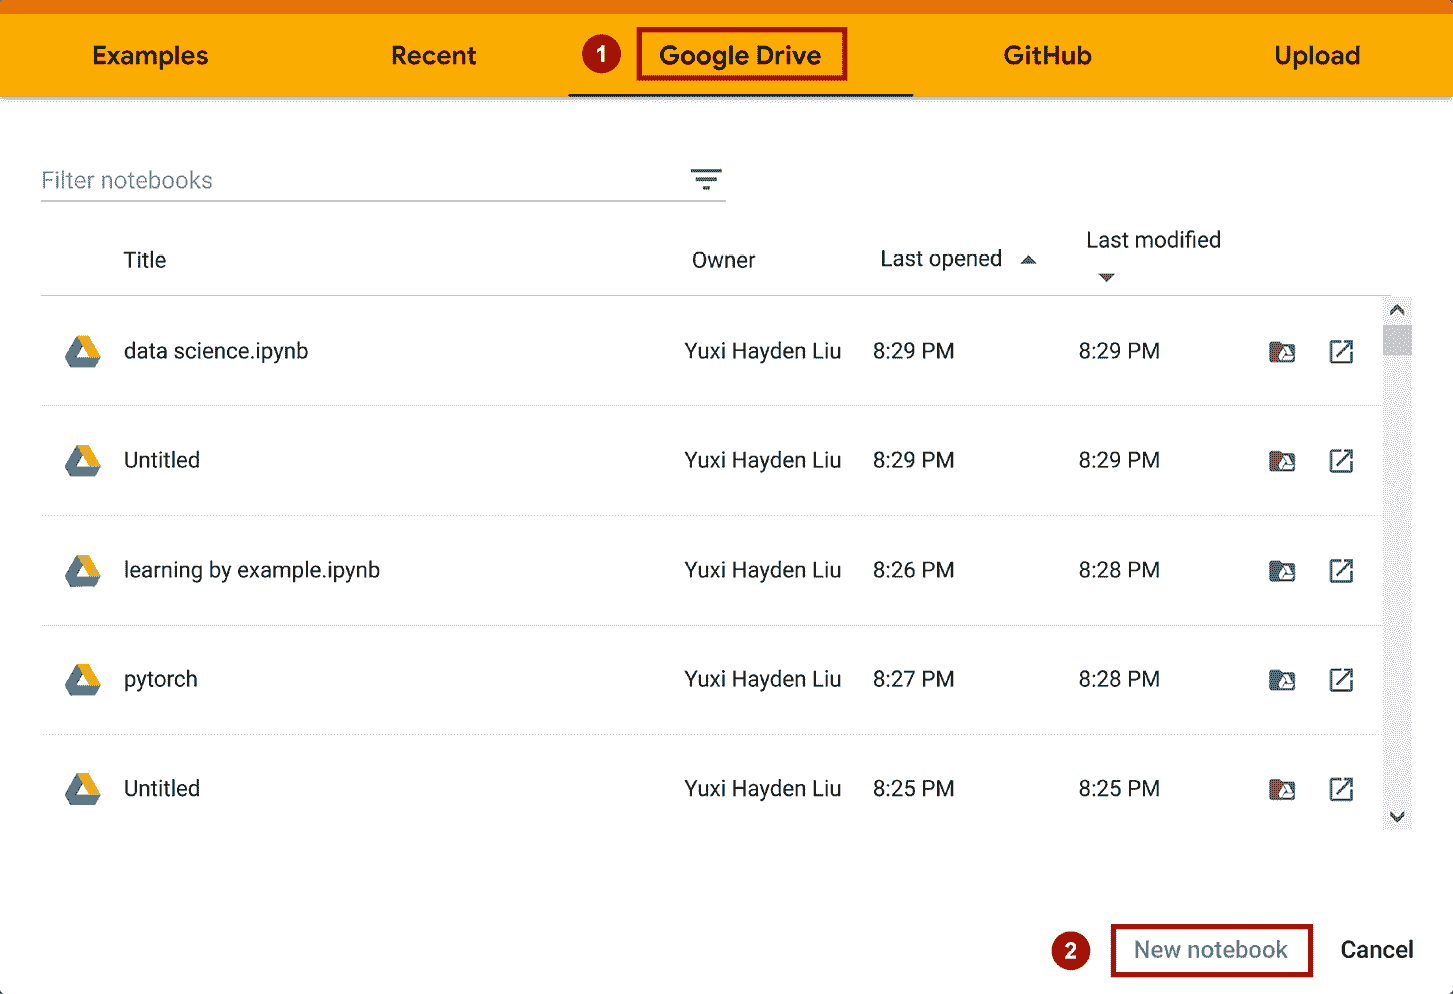 Examples Recent 1 Google Drive GitHub Upload
Filter notebooks
Title Owner Last opened Last modified
data science.ipynb Yuxi Hayden Liu 8:29 PM 8:29 PM
Untitled Yuxi Hayden Liu 8:29 PM 8:29 PM
learning by example.ipynb Yuxi Hayden Liu 8:26 PM 8:28 PM
pytorch Yuxi Hayden Liu 8:27 PM 8:28 PM
Untitled Yuxi Hayden Liu 8:25 PM 8:25 PM
2 New notebook Cancel